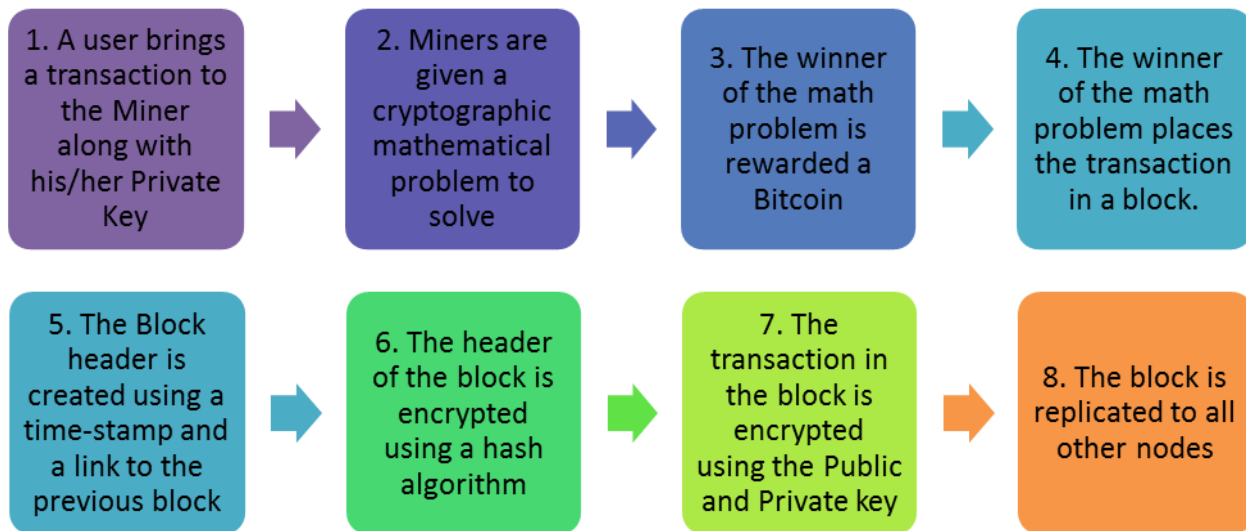 1. A user brings
a transaction to
the Miner
along with
his/her Private
Key
2. Miners are
given a
cryptographic
mathematical
problem to
solve
3. The winner
of the math
problem is
rewarded a
Bitcoin
4. The winner
of the math
problem places
the transaction
in a block.
5. The Block
header is
created using a
time-stamp and
a link to the
previous block
6. The header
of the block is
encrypted
using a hash
algorithm
7. The
transaction in
the block is
encrypted
using the Public
and Private key
8. The block is
replicated to all
other nodes